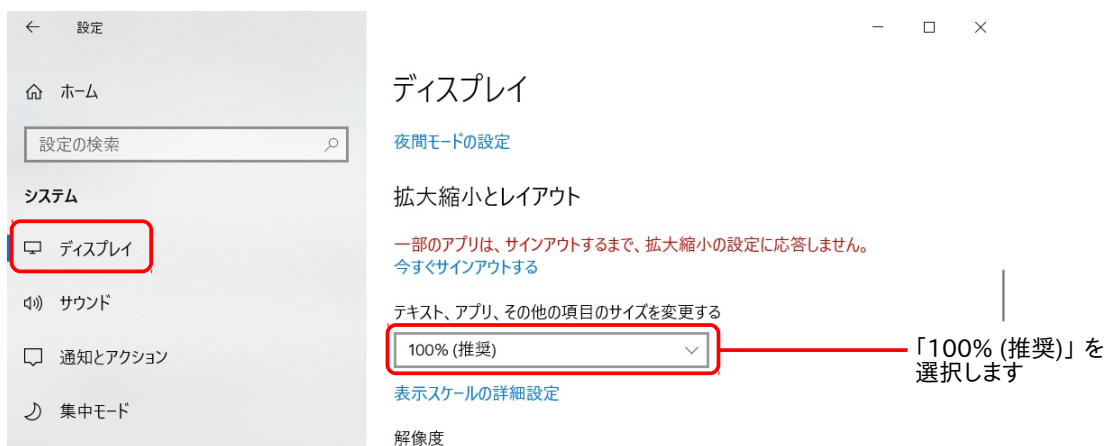 設定
ホーム
設定の検索
システム
ディスプレイ
サウンド
通知とアクション
集中モード
ディスプレイ
夜間モードの設定
拡大縮小とレイアウト
一部のアプリは、サインアウトするまで、拡大縮小の設定に応答しません。
今すぐサインアウトする
テキスト、アプリ、その他の項目のサイズを変更する
100% (推奨)
表示スケールの詳細設定
解像度
「100% (推奨)」を
選択します